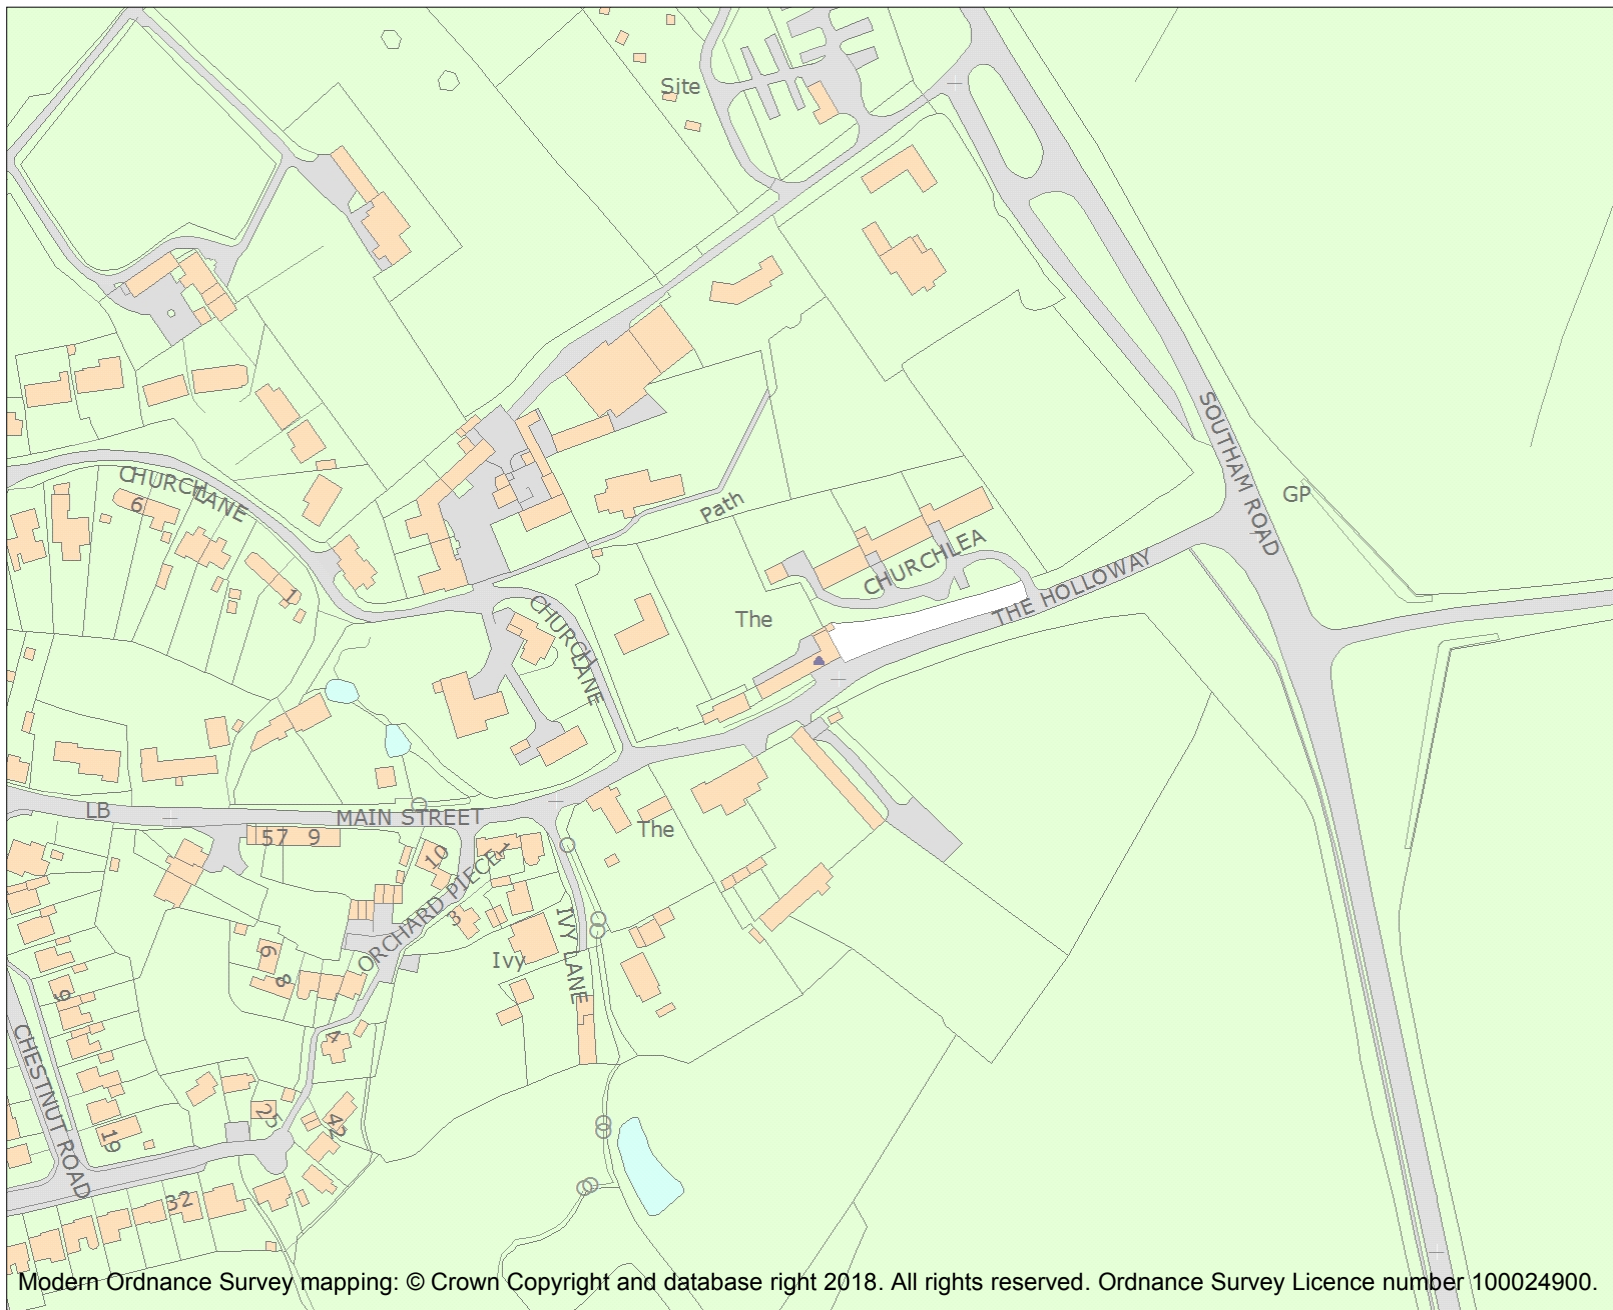 Site
SOUTHAM ROAD
GP
CHURCH LANE
6
Path
CHURCHLEA
THE HOLLOWAY
1
CHURCH LANE
The
LB
MAIN STREET
57 9
The
10
1
ORCHARD PIECE
3
IVY LANE
Ivy
6
8
9
4
CHESTNUT ROAD
25
42
19
32
Modern Ordnance Survey mapping: © Crown Copyright and database right 2018. All rights reserved. Ordnance Survey Licence number 100024900.